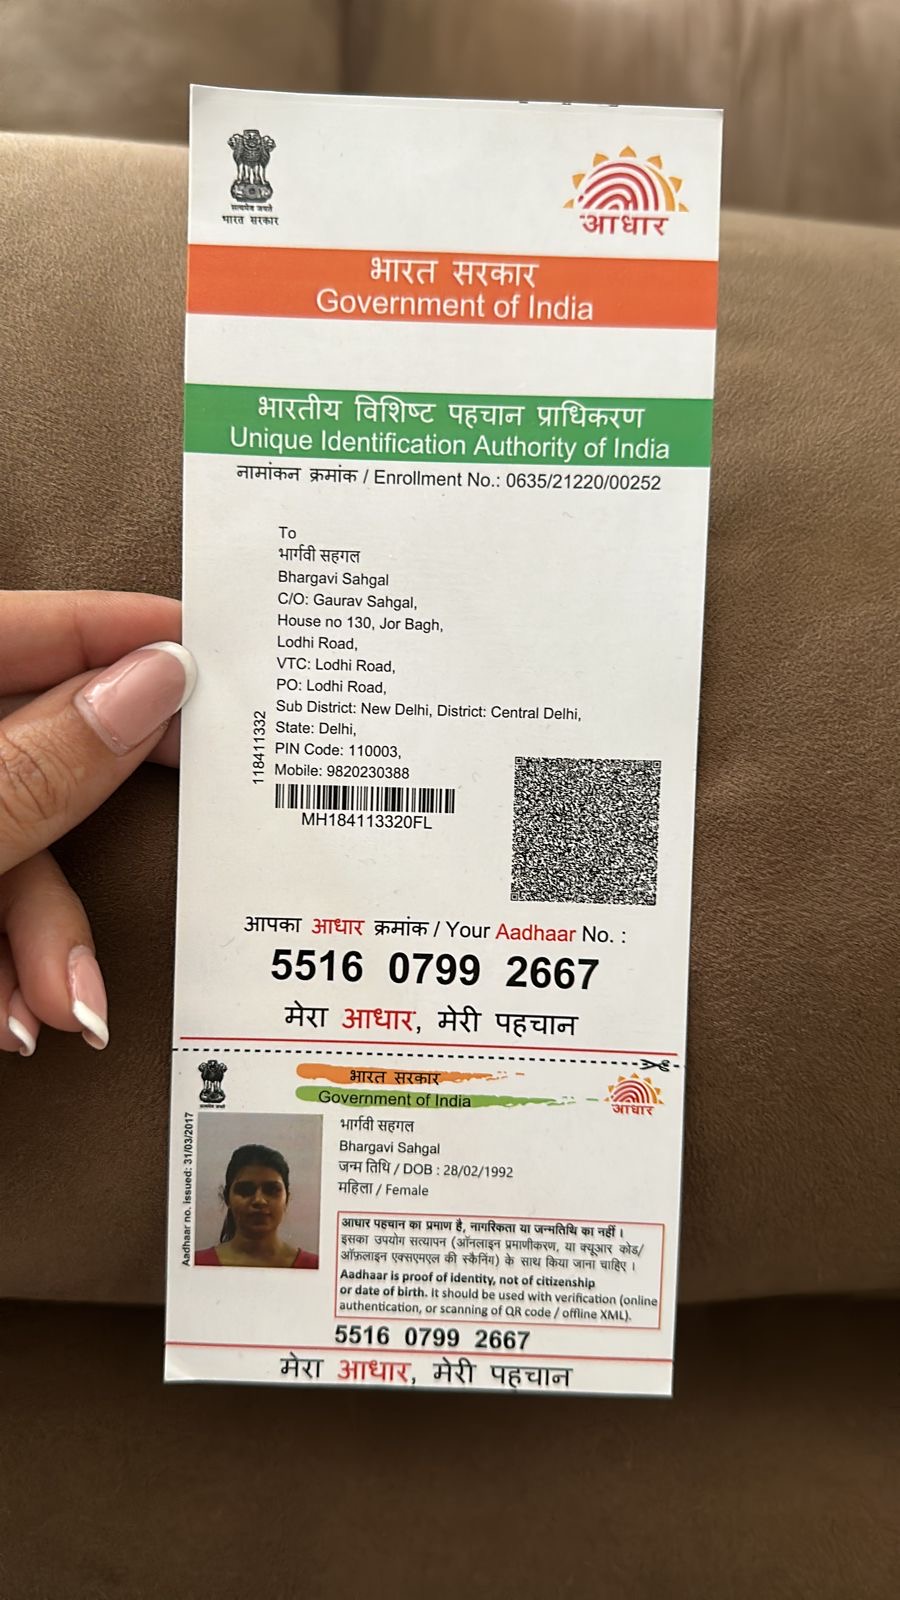 सत्यमेव जयते
भारत सरकार
आधार
भारत सरकार
Government of India
भारतीय विशिष्ट पहचान प्राधिकरण
Unique Identification Authority of India
नामांकन क्रमांक / Enrollment No.: 0635/21220/00252
To
भार्गवी सहगल
Bhargavi Sahgal
C/O: Gaurav Sahgal,
House no 130, Jor Bagh,
Lodhi Road,
VTC: Lodhi Road,
PO: Lodhi Road,
Sub District: New Delhi, District: Central Delhi,
State: Delhi,
PIN Code: 110003,
Mobile: 9820230388
118411332
MH184113320FL
आपका आधार क्रमांक / Your Aadhaar No. :
5516 0799 2667
मेरा आधार, मेरी पहचान
भारत सरकार
Government of India
आधार
Aadhaar no. issued: 31/03/2017
भार्गवी सहगल
Bhargavi Sahgal
जन्म तिथि / DOB : 28/02/1992
महिला / Female
आधार पहचान का प्रमाण है, नागरिकता या जन्मतिथि का नहीं ।
इसका उपयोग सत्यापन (ऑनलाइन प्रमाणीकरण, या क्यूआर कोड/
ऑफ़लाइन एक्सएमएल की स्कैनिंग) के साथ किया जाना चाहिए ।
Aadhaar is proof of identity, not of citizenship
or date of birth. It should be used with verification (online
authentication, or scanning of QR code / offline XML).
5516 0799 2667
मेरा आधार, मेरी पहचान